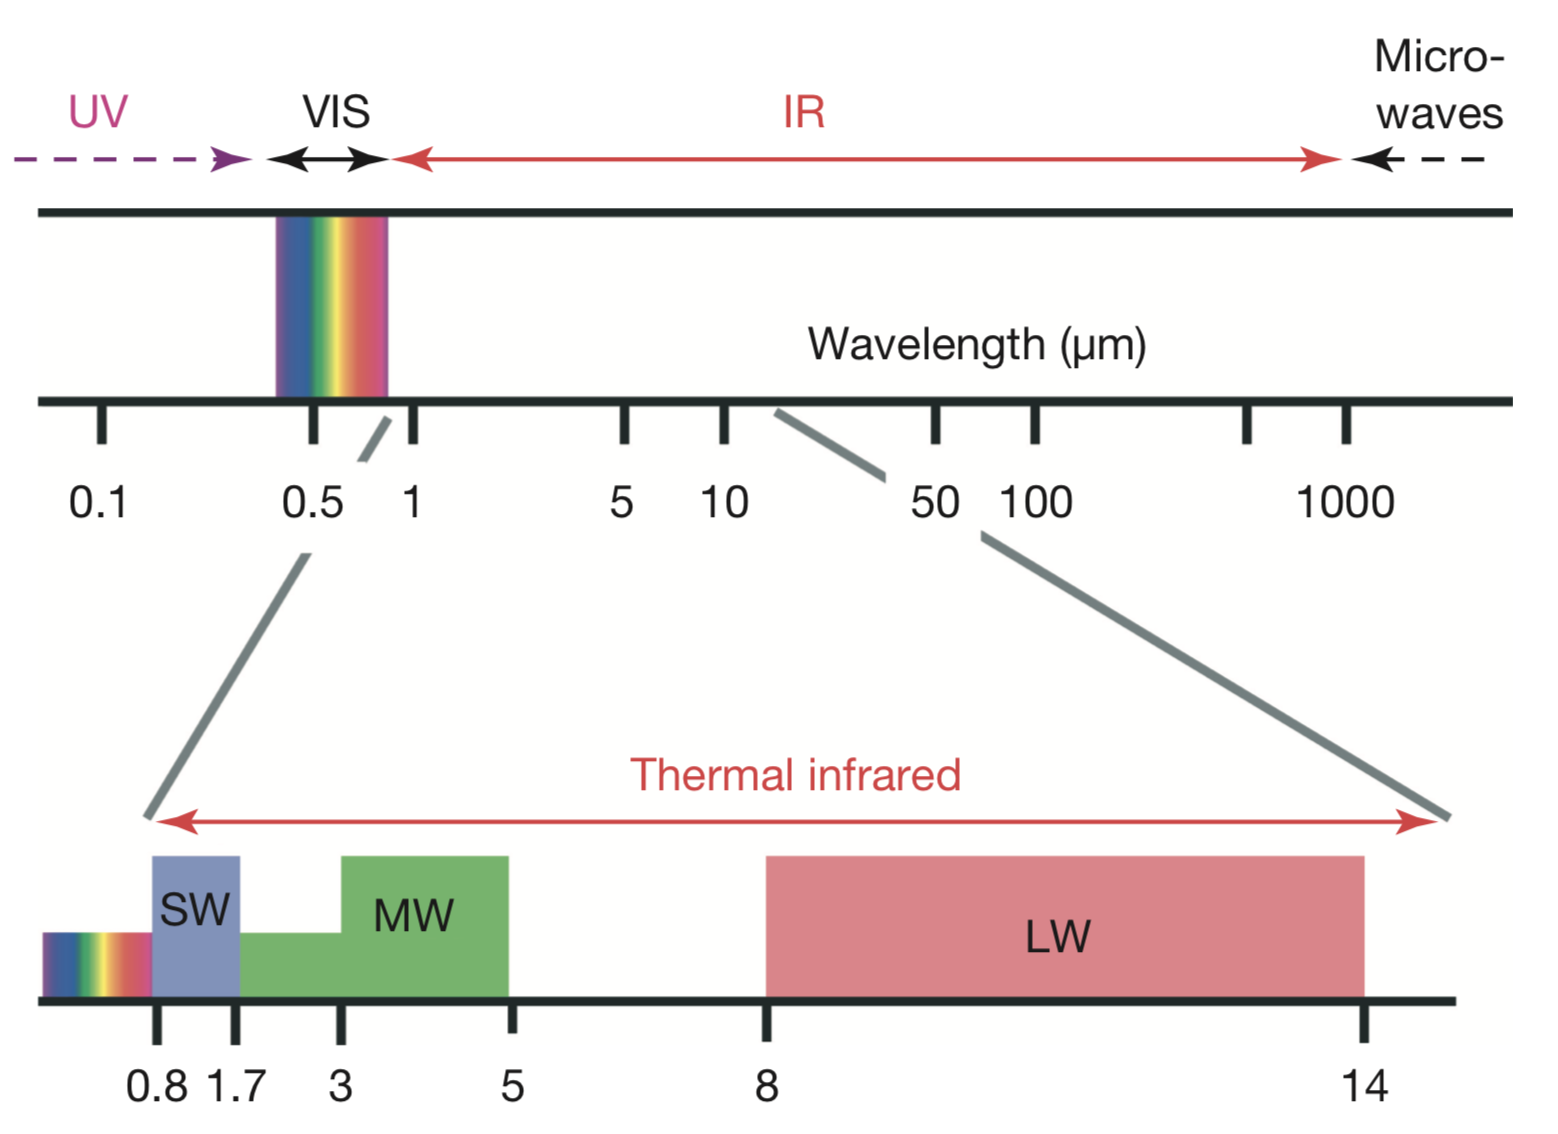 UV VIS IR Micro-
waves
Wavelength (µm)
0.1 0.5 1 5 10 50 100 1000
Thermal infrared
SW MW LW
0.8 1.7 3 5 8 14